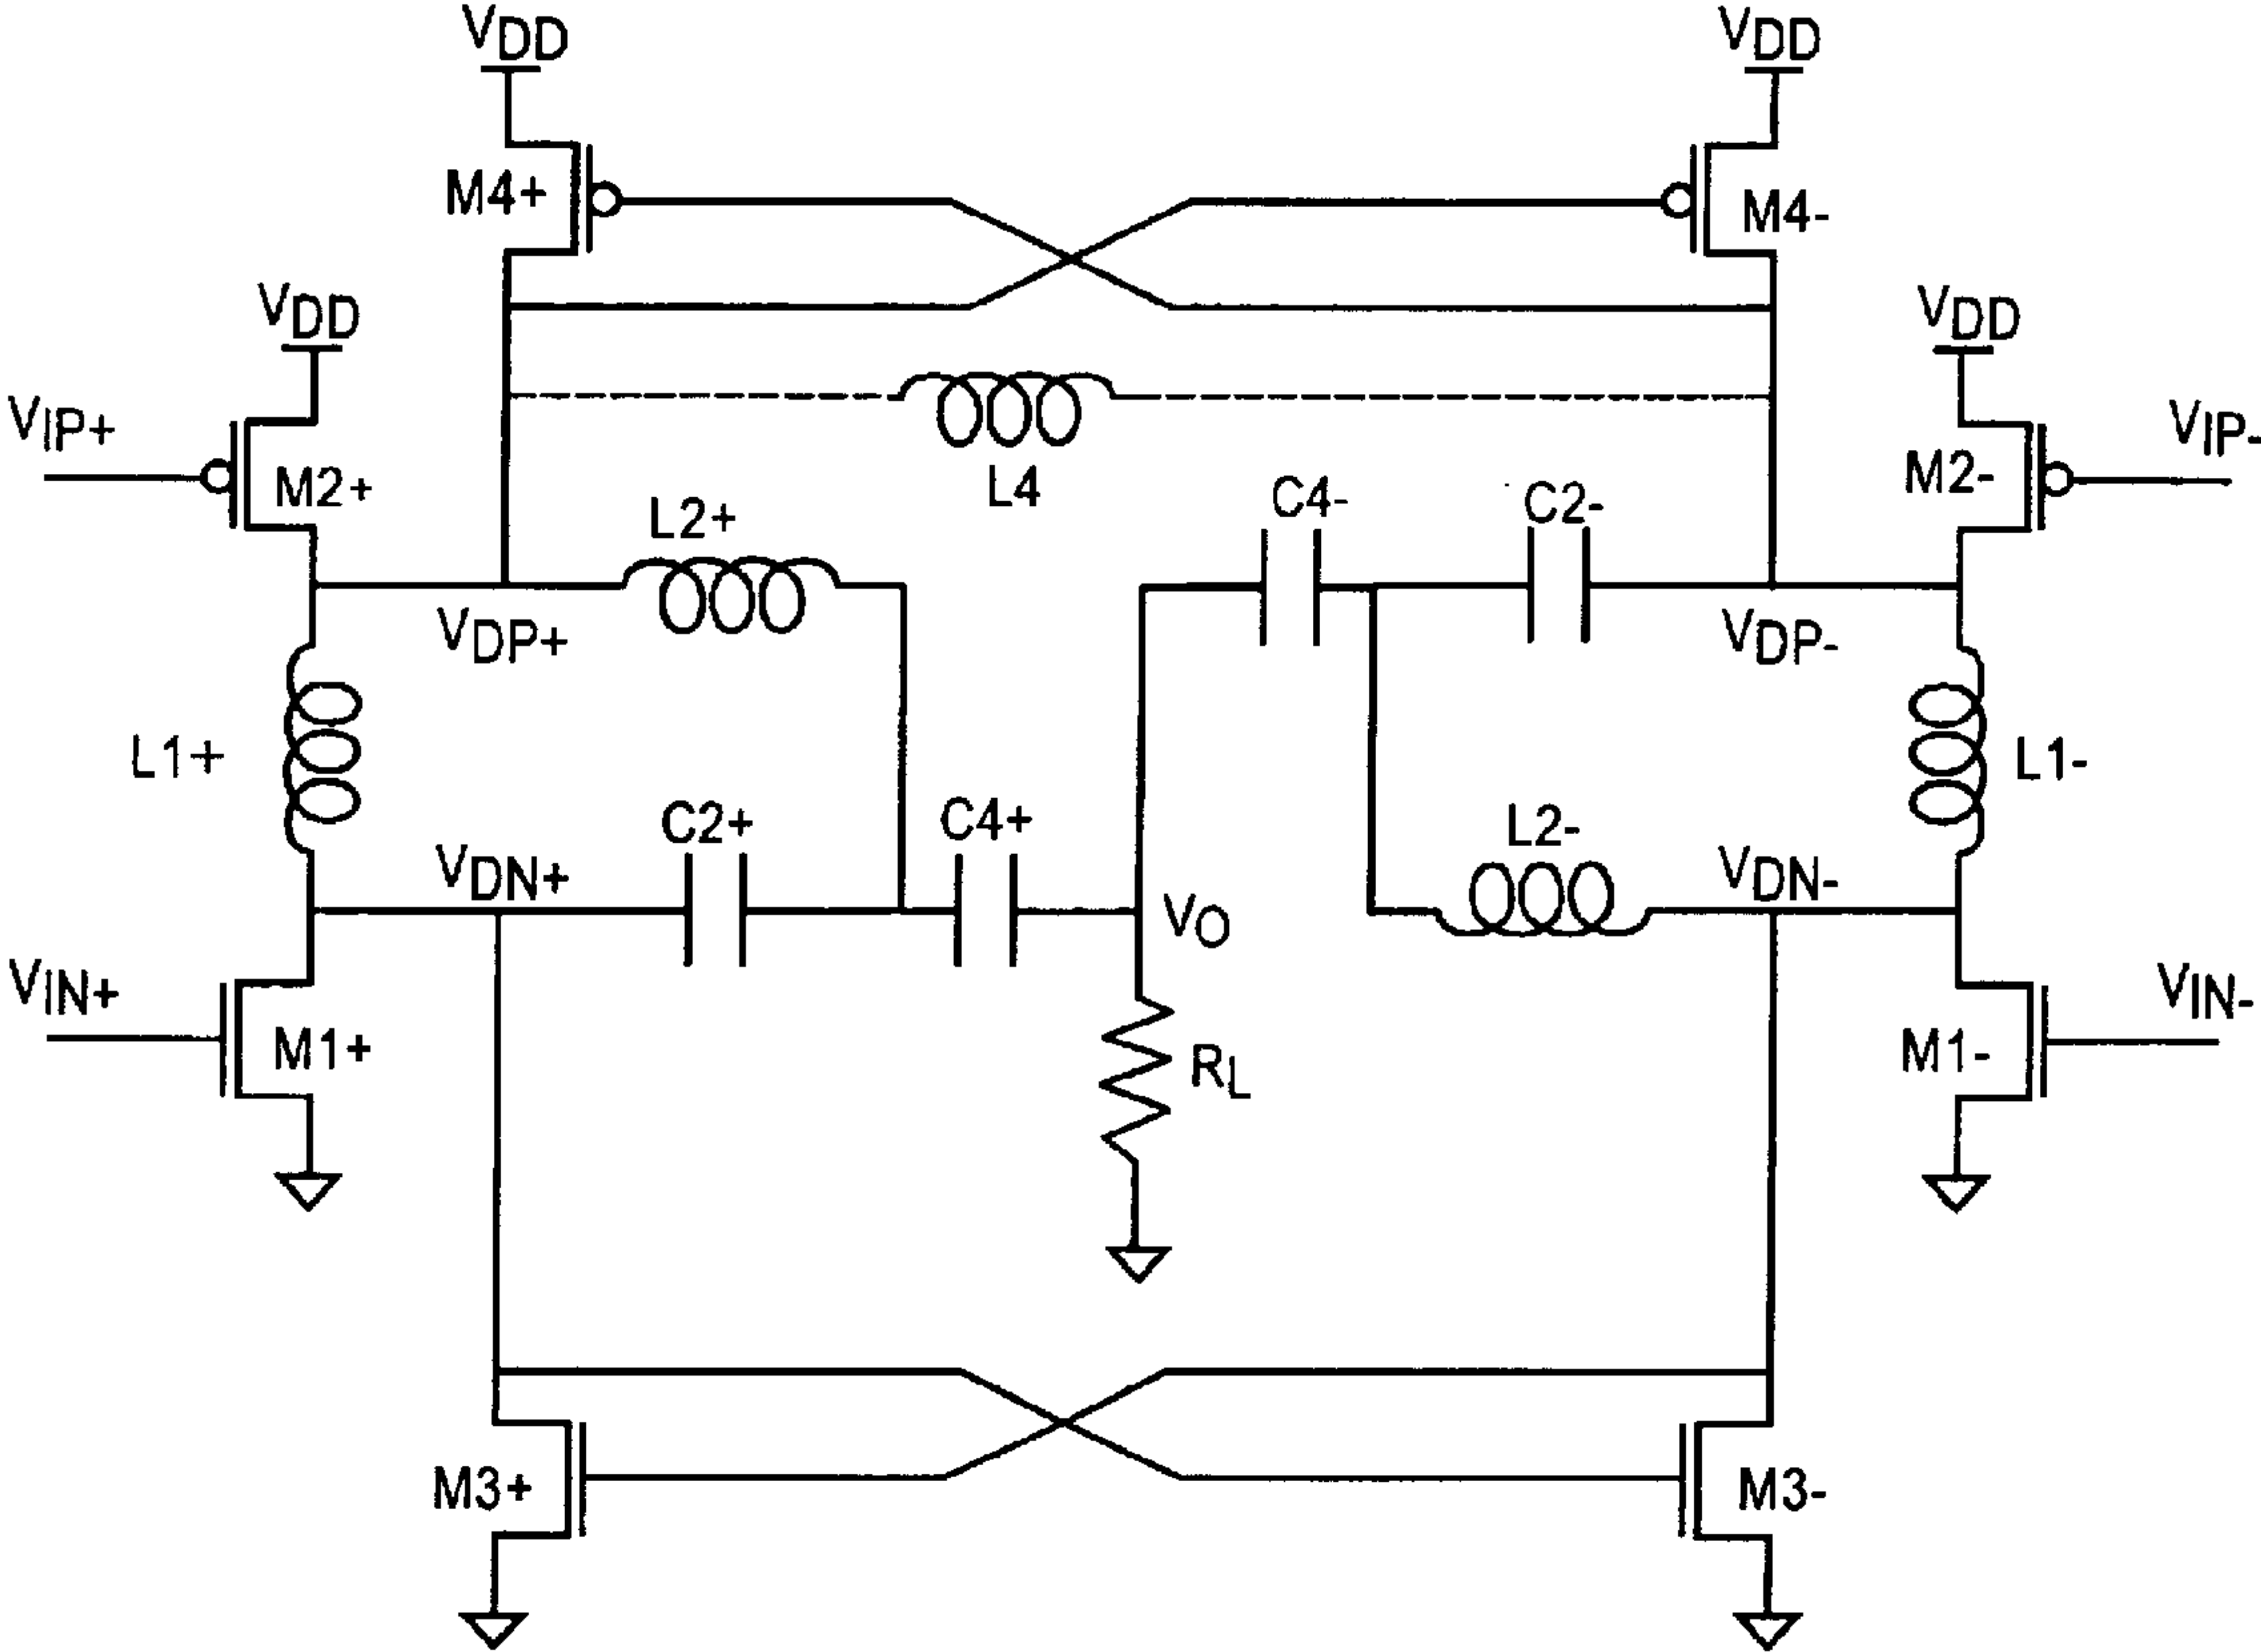 VDD
VDD
M4+
M4-
VDD
VDD
VIP+
VIP-
M2+
M2-
L4
L2+
C4-
C2-
VDP+
VDP-
L1+
L1-
C2+
C4+
L2-
VDN+
VDN-
VO
VIN+
VIN-
M1+
M1-
RL
M3+
M3-